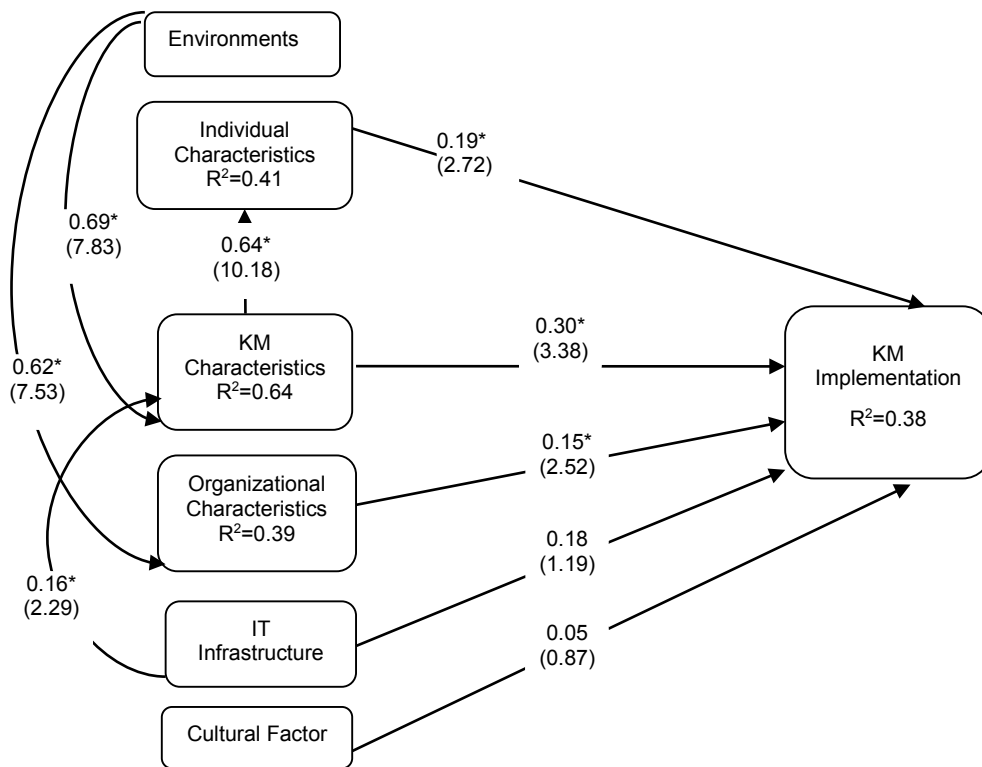 Environments
Individual
Characteristics
R²=0.41
0.19*
(2.72)
0.69*
(7.83)
0.64*
(10.18)
KM
Characteristics
R²=0.64
0.30*
(3.38)
KM
Implementation
R²=0.38
0.62*
(7.53)
0.15*
(2.52)
Organizational
Characteristics
R²=0.39
0.18
(1.19)
0.16*
(2.29)
IT
Infrastructure
0.05
(0.87)
Cultural Factor